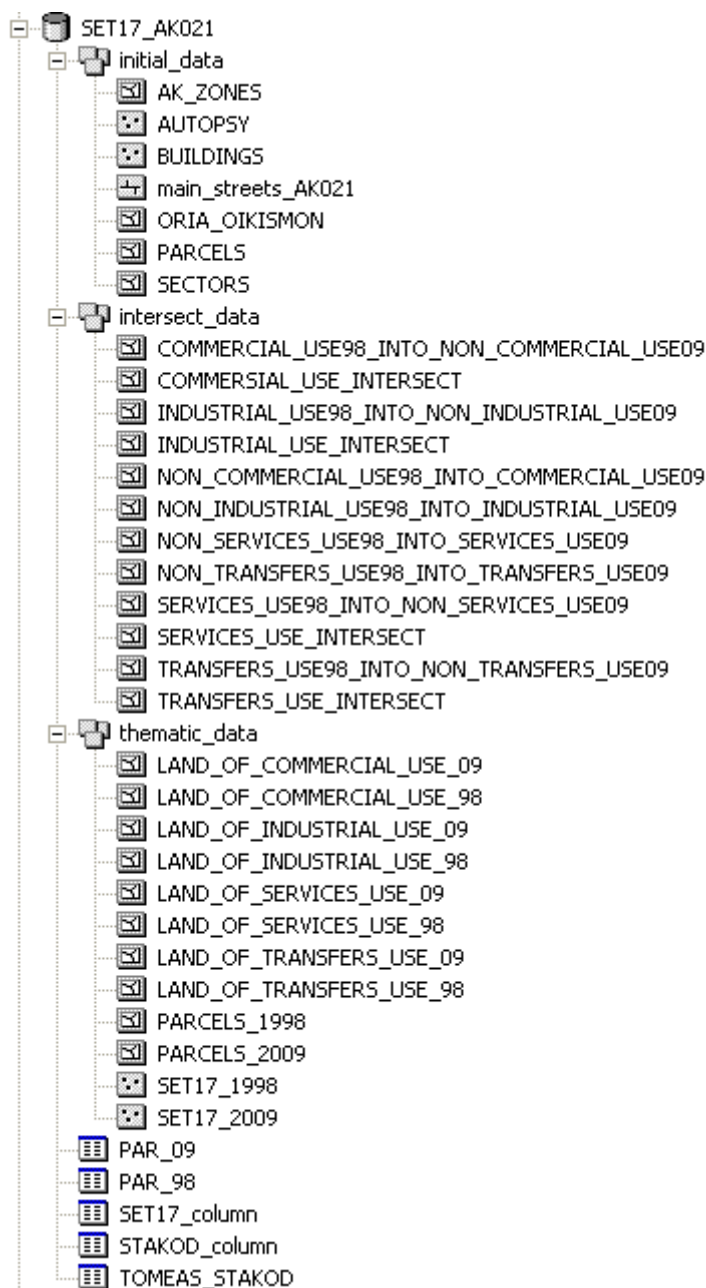 SET17_AK021
initial_data
AK_ZONES
AUTOPSY
BUILDINGS
main_streets_AK021
ORIA_OIKISMON
PARCELS
SECTORS
intersect_data
COMMERCIAL_USE98_INTO_NON_COMMERCIAL_USE09
COMMERSIAL_USE_INTERSECT
INDUSTRIAL_USE98_INTO_NON_INDUSTRIAL_USE09
INDUSTRIAL_USE_INTERSECT
NON_COMMERCIAL_USE98_INTO_COMMERCIAL_USE09
NON_INDUSTRIAL_USE98_INTO_INDUSTRIAL_USE09
NON_SERVICES_USE98_INTO_SERVICES_USE09
NON_TRANSFERS_USE98_INTO_TRANSFERS_USE09
SERVICES_USE98_INTO_NON_SERVICES_USE09
SERVICES_USE_INTERSECT
TRANSFERS_USE98_INTO_NON_TRANSFERS_USE09
TRANSFERS_USE_INTERSECT
thematic_data
LAND_OF_COMMERCIAL_USE_09
LAND_OF_COMMERCIAL_USE_98
LAND_OF_INDUSTRIAL_USE_09
LAND_OF_INDUSTRIAL_USE_98
LAND_OF_SERVICES_USE_09
LAND_OF_SERVICES_USE_98
LAND_OF_TRANSFERS_USE_09
LAND_OF_TRANSFERS_USE_98
PARCELS_1998
PARCELS_2009
SET17_1998
SET17_2009
PAR_09
PAR_98
SET17_column
STAKOD_column
TOMEAS_STAKOD